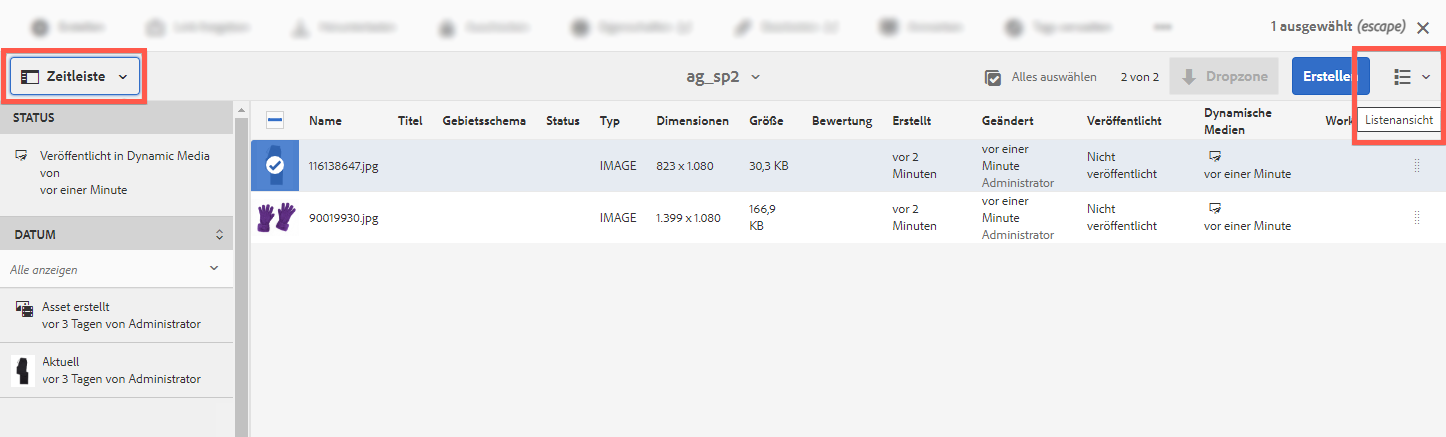 1 ausgewählt (escape)
Zeitleiste
ag_sp2
Alles auswählen
2 von 2
Dropzone
Erstellen
Listenansicht
STATUS
Veröffentlicht in Dynamic Media
von
vor einer Minute
DATUM
Alle anzeigen
Asset erstellt
vor 3 Tagen von Administrator
Aktuell
vor 3 Tagen von Administrator
Name Titel Gebietsschema Status Typ Dimensionen Größe Bewertung Erstellt Geändert Veröffentlicht Dynamische Work
Medien
116138647.jpg IMAGE 823 x 1.080 30,3 KB vor 2 vor einer Nicht vor einer Minute
Minuten Minute veröffentlicht
Administrator
90019930.jpg IMAGE 1.399 x 1.080 166,9 vor 2 vor einer Nicht vor einer Minute
KB Minuten Minute veröffentlicht
Administrator